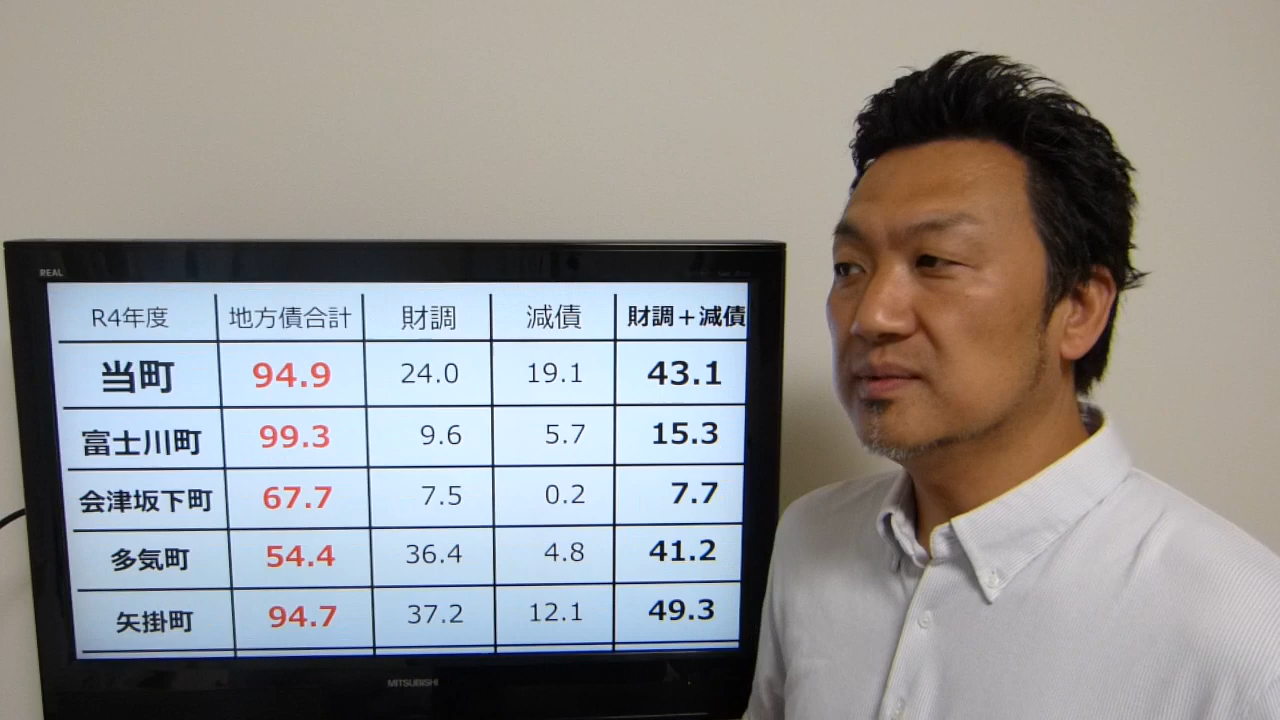 REAL
R4年度 地方債合計 財調 減債 財調＋減債
当町 94.9 24.0 19.1 43.1
富士川町 99.3 9.6 5.7 15.3
会津坂下町 67.7 7.5 0.2 7.7
多気町 54.4 36.4 4.8 41.2
矢掛町 94.7 37.2 12.1 49.3
MITSUBISHI